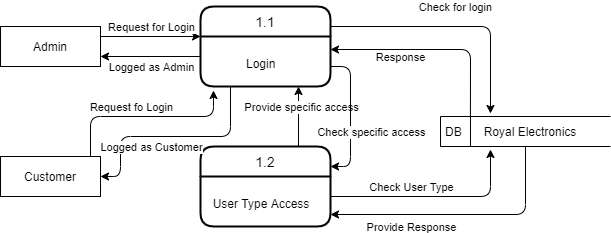 Check for login
1.1
Request for Login
Admin
Login
Response
Logged as Admin
Request fo Login
Provide specific access
Check specific access
DB
Royal Electronics
Logged as Customer
1.2
Customer
Check User Type
User Type Access
Provide Response